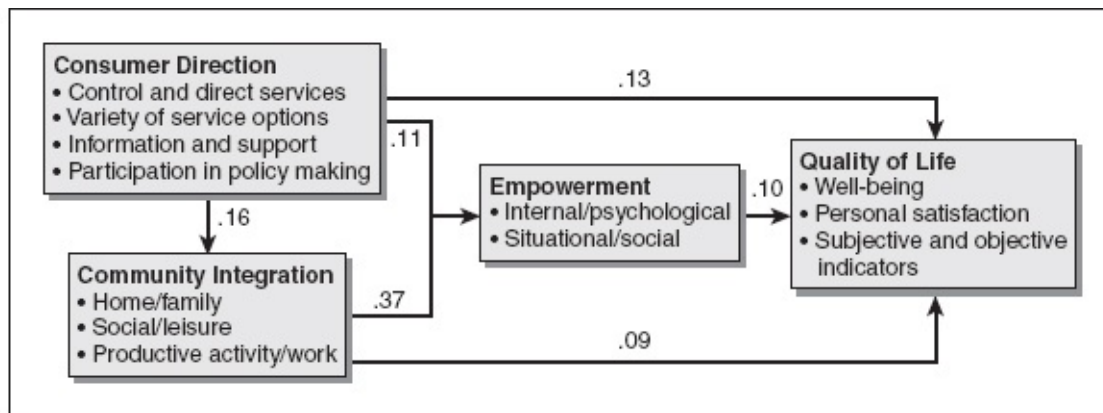 Consumer Direction
• Control and direct services
• Variety of service options
• Information and support
• Participation in policy making
.13
.11
.16
Empowerment
• Internal/psychological
• Situational/social
.10
Quality of Life
• Well-being
• Personal satisfaction
• Subjective and objective
indicators
Community Integration
• Home/family
• Social/leisure
• Productive activity/work
.37
.09